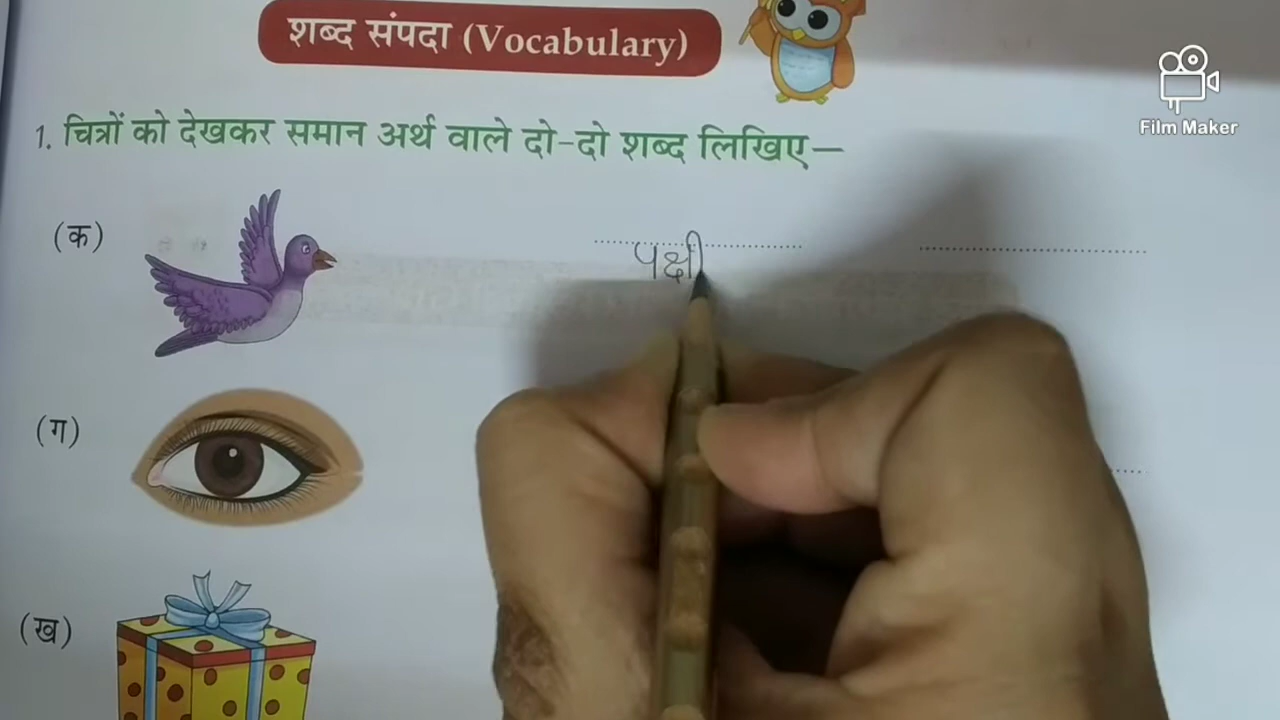 शब्द संपदा (Vocabulary)
Film Maker
1. चित्रों को देखकर समान अर्थ वाले दो-दो शब्द लिखिए—
(क)
पक्षी
(ग)
(ख)